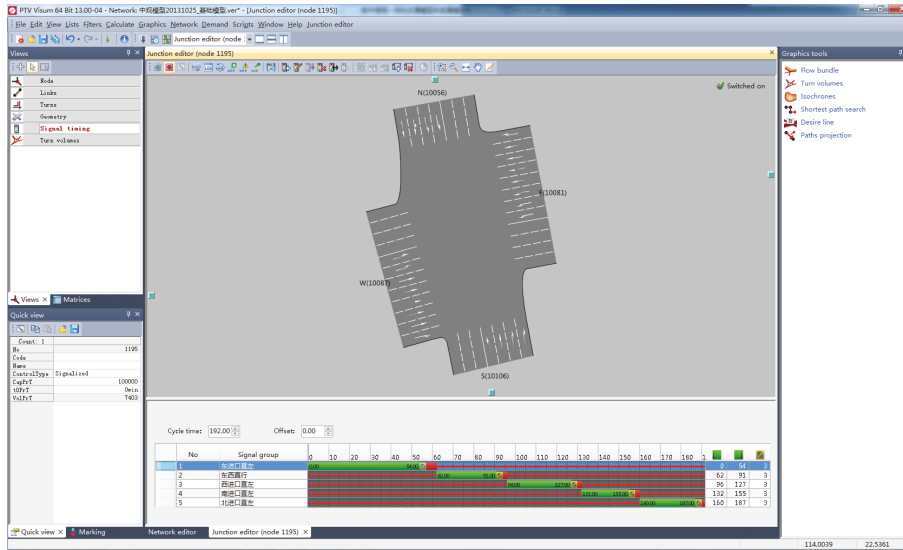 PTV Visum 64 Bit 13.00-04 - Network: 中规模型20131025_基础模型.ver* - [Junction editor (node 1195)]
File Edit View Lists Filters Calculate Graphics Network Demand Scripts Window Help Junction editor
Junction editor (node
Views
Junction editor (node 1195)
Graphics tools
Node
Links
Turns
Geometry
Signal timing
Turn volumes
Switched on
Flow bundle
Turn volumes
Isochrones
Shortest path search
Desire line
Paths projection
N(10056)
E(10081)
W(10087)
S(10106)
Views
Matrices
Quick view
Count: 1
No 1195
Code
Name
ControlType Signalized
CapPrT 100000
t0PrT 0min
VolPrT 7403
Cycle time: 192.00 Offset: 0.00
No Signal group 0 10 20 30 40 50 60 70 80 90 100 110 120 130 140 150 160 170 180 1
1 东进口直左 0.00 54.00 0 54 3
2 东西直行 62.00 91.00 62 91 3
3 西进口直左 96.00 127.00 96 127 3
4 南进口直左 132.00 155.00 132 155 3
5 北进口直左 160.00 187.00 160 187 3
Quick view Marking Network editor Junction editor (node 1195)
114.0039 22.5361